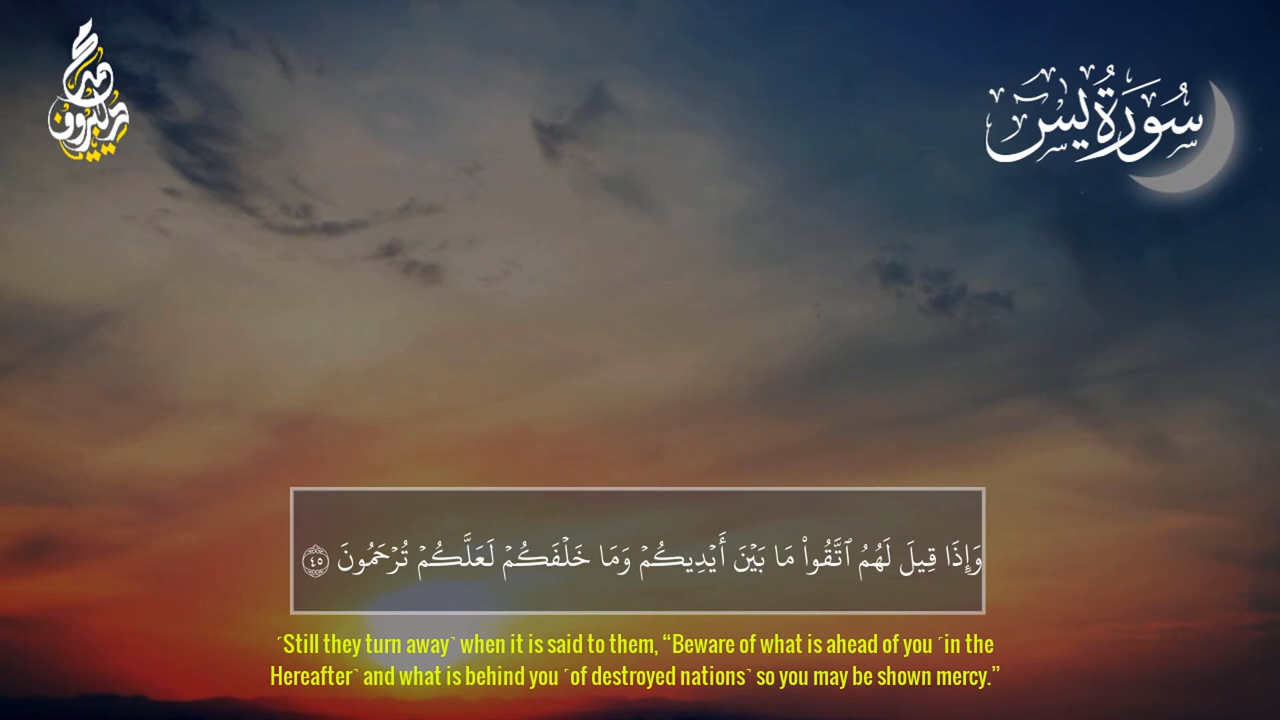 سُورَةُ يسٓ
وَإِذَا قِيلَ لَهُمُ ٱتَّقُوا۟ مَا بَيْنَ أَيْدِيكُمْ وَمَا خَلْفَكُمْ لَعَلَّكُمْ تُرْحَمُونَ ٤٥
˹Still they turn away˺ when it is said to them, “Beware of what is ahead of you ˹in the
Hereafter˺ and what is behind you ˹of destroyed nations˺ so you may be shown mercy.”